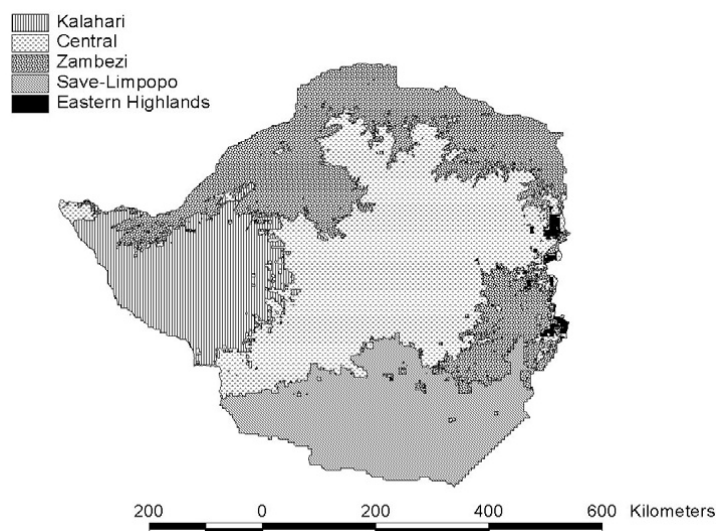 Kalahari
Central
Zambezi
Save-Limpopo
Eastern Highlands
200 0 200 400 600 Kilometers